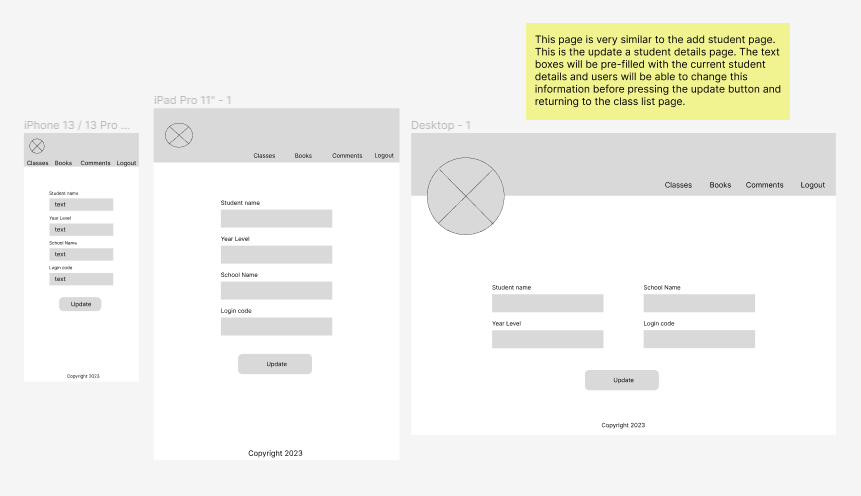 This page is very similar to the add student page.
This is the update a student details page. The text
boxes will be pre-filled with the current student
details and users will be able to change this
information before pressing the update button and
returning to the class list page.
iPhone 13 / 13 Pro ...
Classes Books Comments Logout
Student name
text
Year Level
text
School Name
text
Login code
text
Update
Copyright 2023
iPad Pro 11" - 1
Classes Books Comments Logout
Student name
Year Level
School Name
Login code
Update
Copyright 2023
Desktop - 1
Classes Books Comments Logout
Student name School Name
Year Level Login code
Update
Copyright 2023